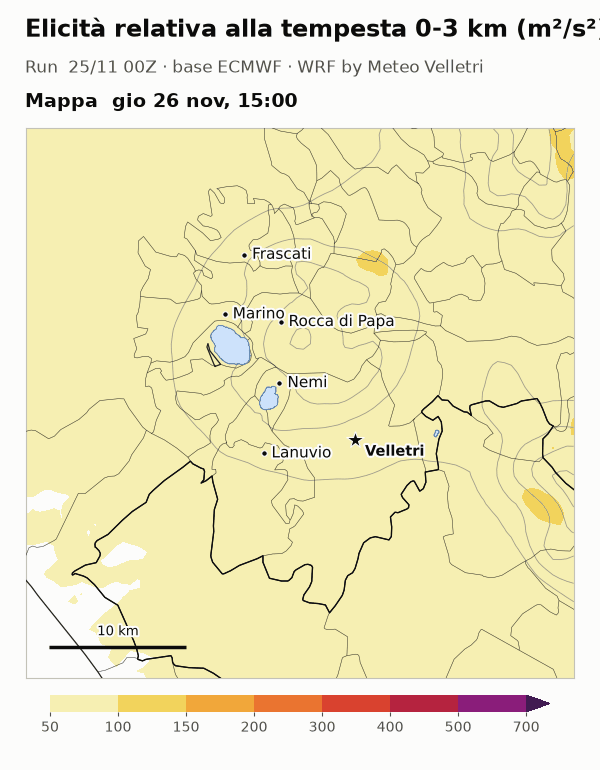 Elicità relativa alla tempesta 0-3 km (m²/s²)
Run  25/11 00Z · base ECMWF · WRF by Meteo Velletri
Mappa  gio 26 nov, 15:00
Frascati
Marino
Rocca di Papa
Nemi
Velletri
Lanuvio
10 km
50 100 150 200 300 400 500 700